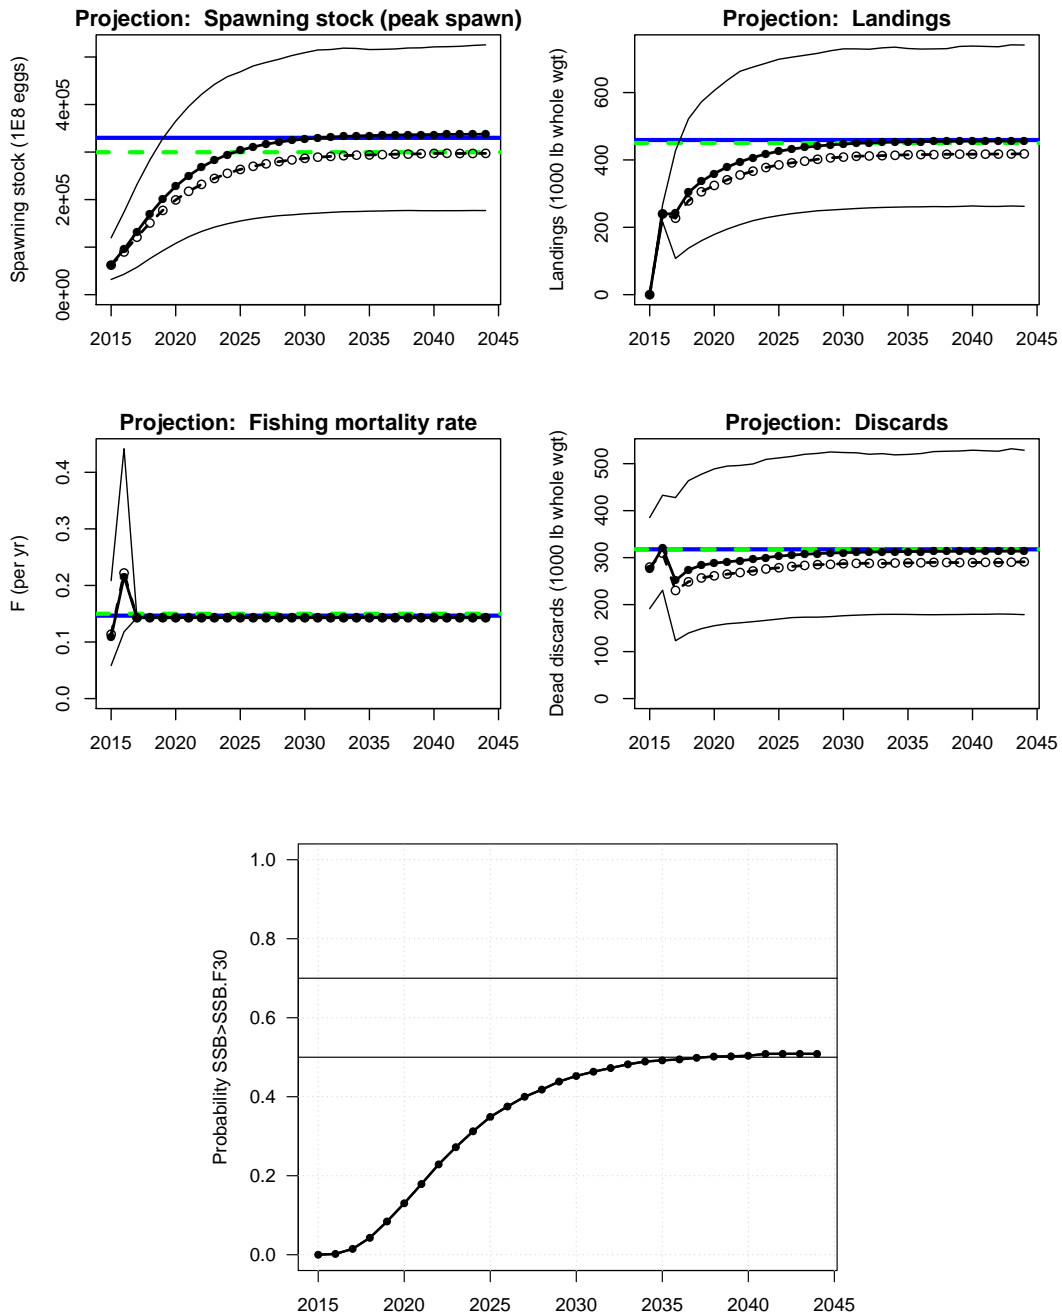 Projection:  Spawning stock (peak spawn)
Spawning stock (1E8 eggs)
0e+00
2e+05
4e+05
2015 2020 2025 2030 2035 2040 2045
Projection:  Landings
Landings (1000 lb whole wgt)
0
200
400
600
2015 2020 2025 2030 2035 2040 2045
Projection:  Fishing mortality rate
F (per yr)
0.0
0.1
0.2
0.3
0.4
2015 2020 2025 2030 2035 2040 2045
Projection:  Discards
Dead discards (1000 lb whole wgt)
0
100
200
300
400
500
2015 2020 2025 2030 2035 2040 2045
Probability SSB>SSB.F30
1.0
0.8
0.6
0.4
0.2
0.0
2015 2020 2025 2030 2035 2040 2045